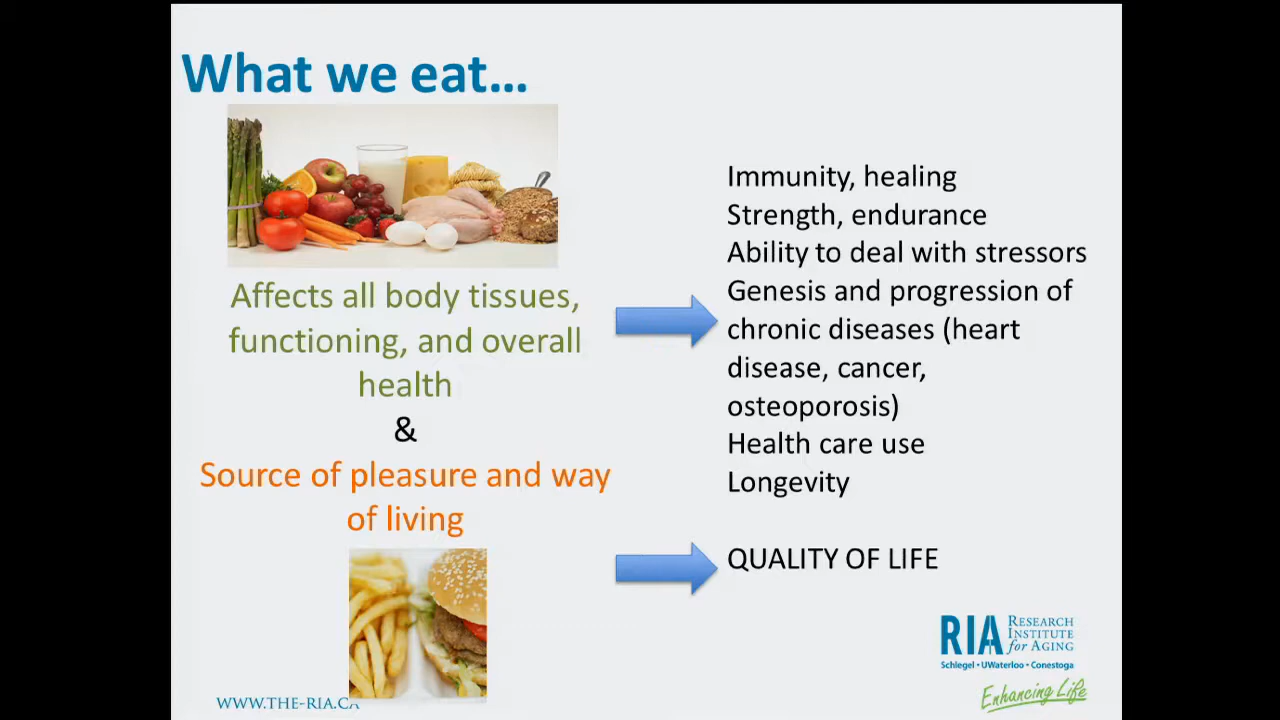 What we eat...
Affects all body tissues,
functioning, and overall
health
&
Source of pleasure and way
of living
Immunity, healing
Strength, endurance
Ability to deal with stressors
Genesis and progression of
chronic diseases (heart
disease, cancer,
osteoporosis)
Health care use
Longevity
QUALITY OF LIFE
WWW.THE-RIA.CA
RIA
RESEARCH
INSTITUTE
for AGING
Schlegel • UWaterloo • Conestoga
Enhancing Life